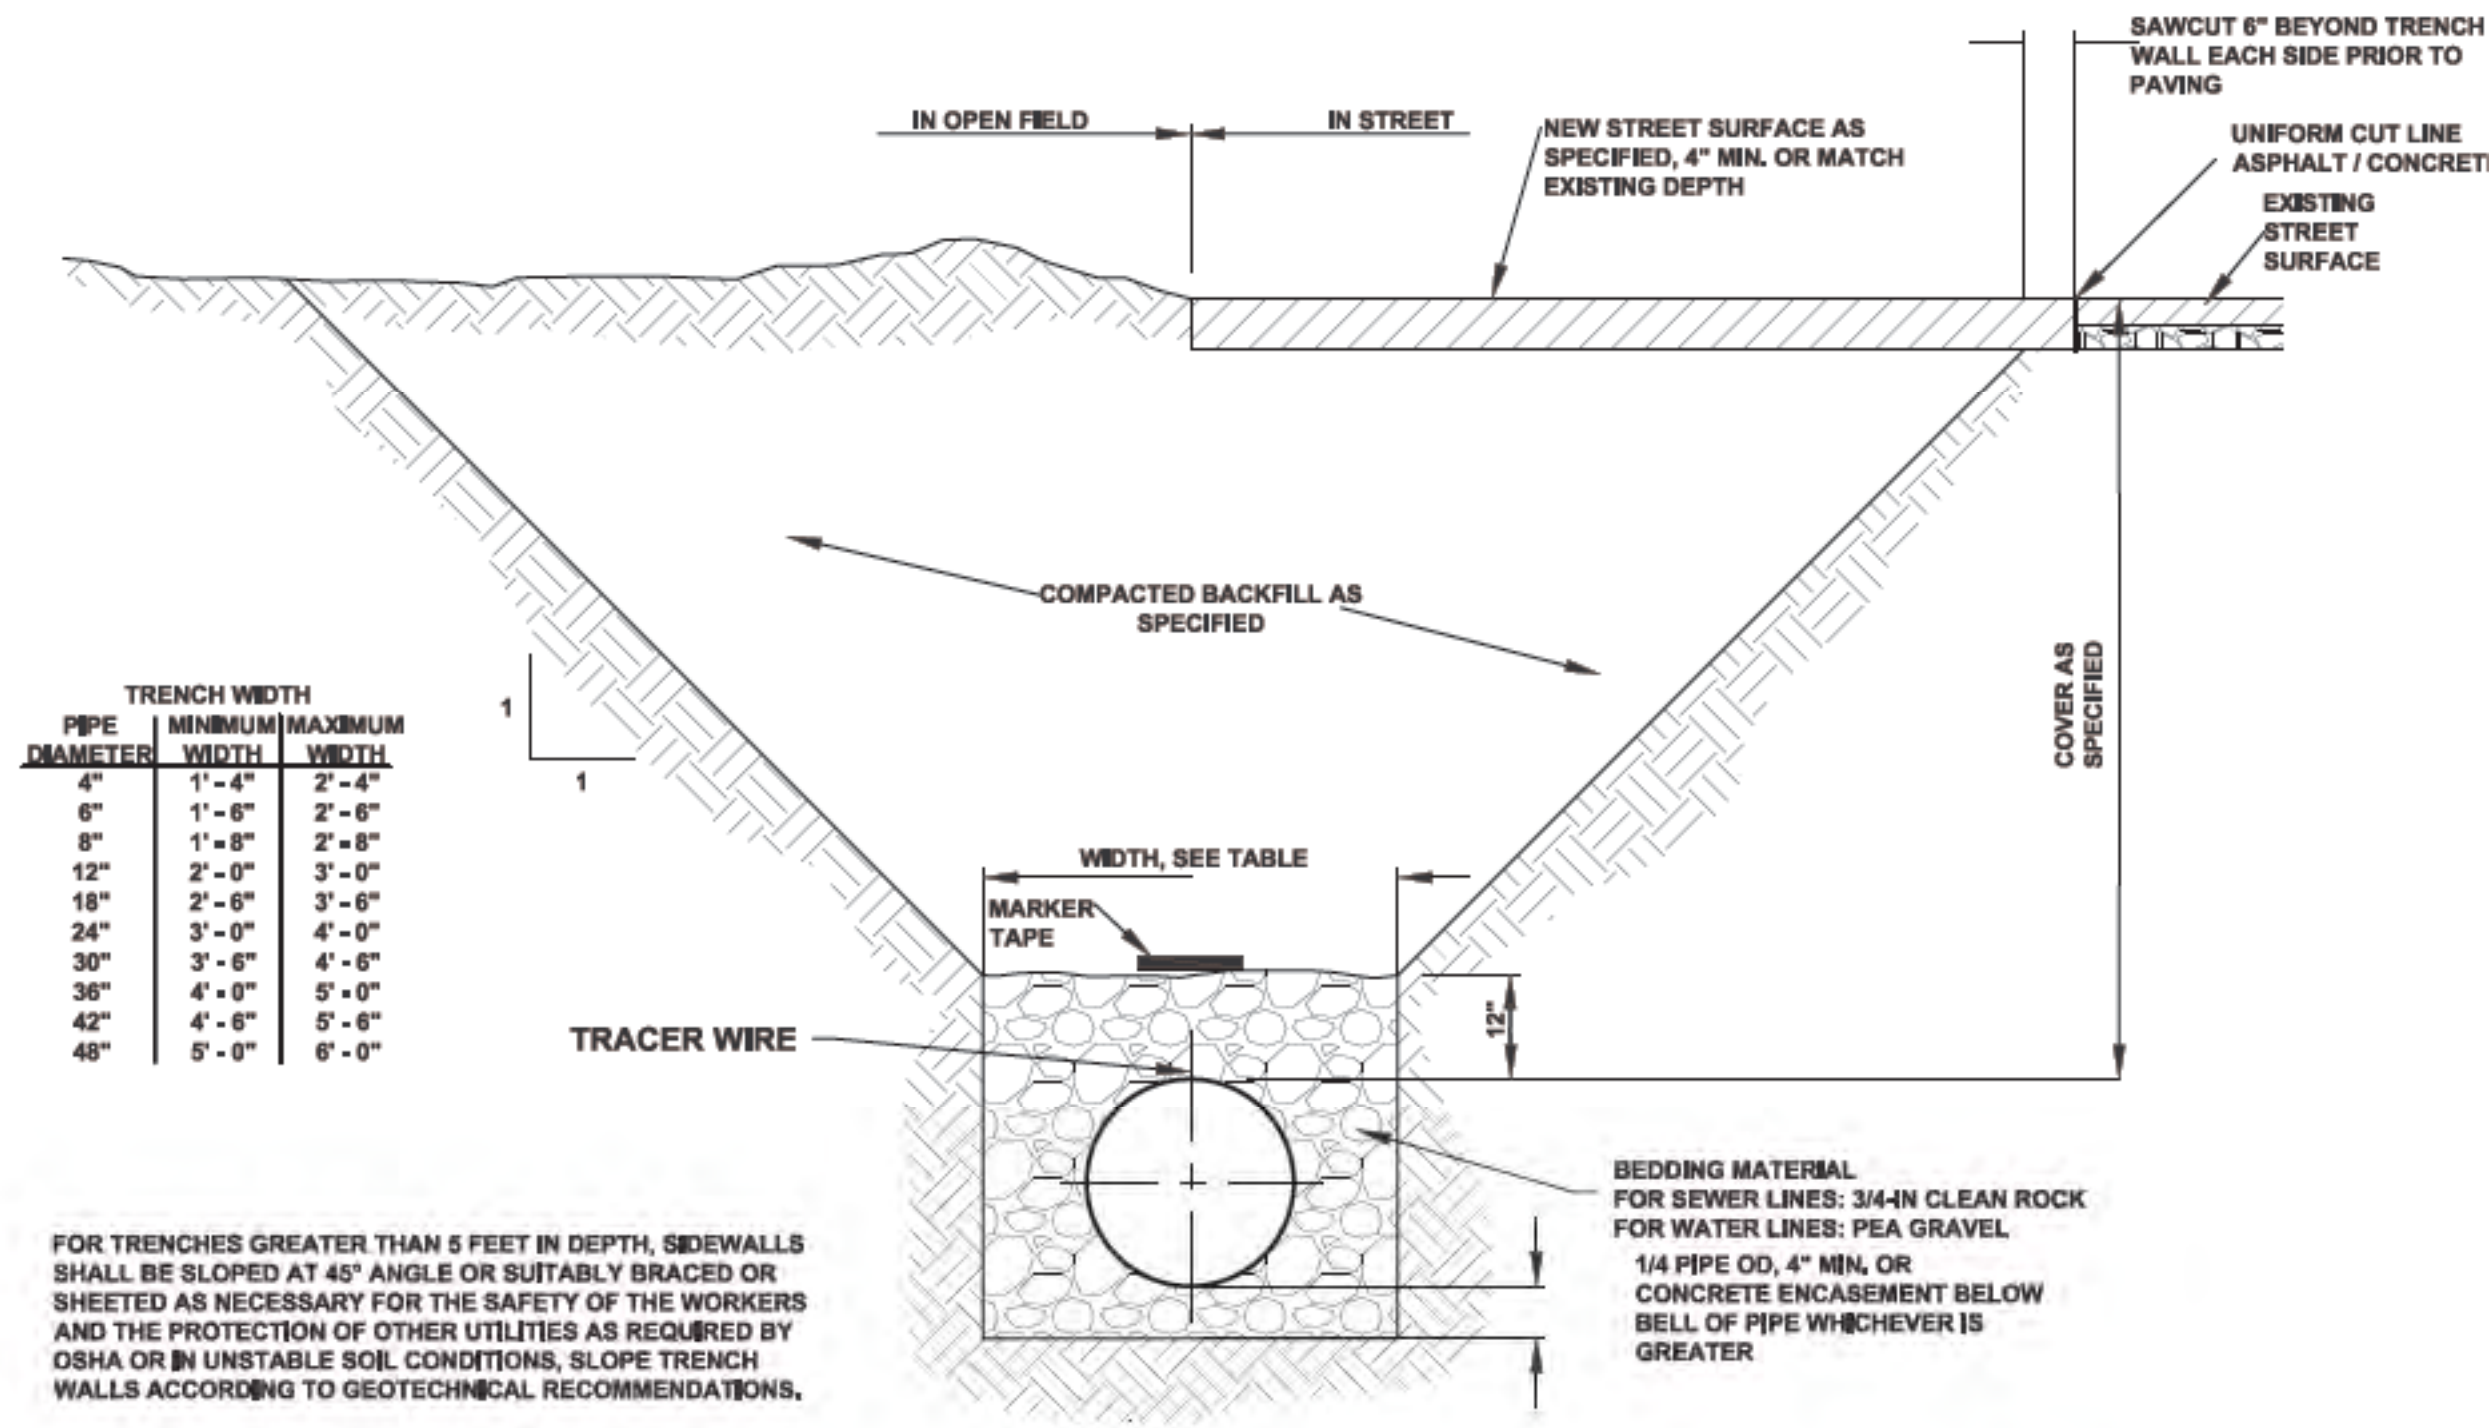 SAWCUT 6" BEYOND TRENCH
WALL EACH SIDE PRIOR TO
PAVING
IN OPEN FIELD
IN STREET
NEW STREET SURFACE AS
SPECIFIED, 4" MIN. OR MATCH
EXISTING DEPTH
UNIFORM CUT LINE
ASPHALT / CONCRETE
EXISTING
STREET
SURFACE
COMPACTED BACKFILL AS
SPECIFIED
COVER AS
SPECIFIED
1
1
TRENCH WIDTH
PIPE MINIMUM MAXIMUM
DIAMETER WIDTH WIDTH
4" 1' - 4" 2' - 4"
6" 1' - 6" 2' - 6"
8" 1' - 8" 2' - 8"
12" 2' - 0" 3' - 0"
18" 2' - 6" 3' - 6"
24" 3' - 0" 4' - 0"
30" 3' - 6" 4' - 6"
36" 4' - 0" 5' - 0"
42" 4' - 6" 5' - 6"
48" 5' - 0" 6' - 0"
WIDTH, SEE TABLE
MARKER
TAPE
12"
TRACER WIRE
BEDDING MATERIAL
FOR SEWER LINES: 3/4-IN CLEAN ROCK
FOR WATER LINES: PEA GRAVEL
1/4 PIPE OD, 4" MIN. OR
CONCRETE ENCASEMENT BELOW
BELL OF PIPE WHICHEVER IS
GREATER
FOR TRENCHES GREATER THAN 5 FEET IN DEPTH, SIDEWALLS
SHALL BE SLOPED AT 45° ANGLE OR SUITABLY BRACED OR
SHEETED AS NECESSARY FOR THE SAFETY OF THE WORKERS
AND THE PROTECTION OF OTHER UTILITIES AS REQUIRED BY
OSHA OR IN UNSTABLE SOIL CONDITIONS, SLOPE TRENCH
WALLS ACCORDING TO GEOTECHNICAL RECOMMENDATIONS.